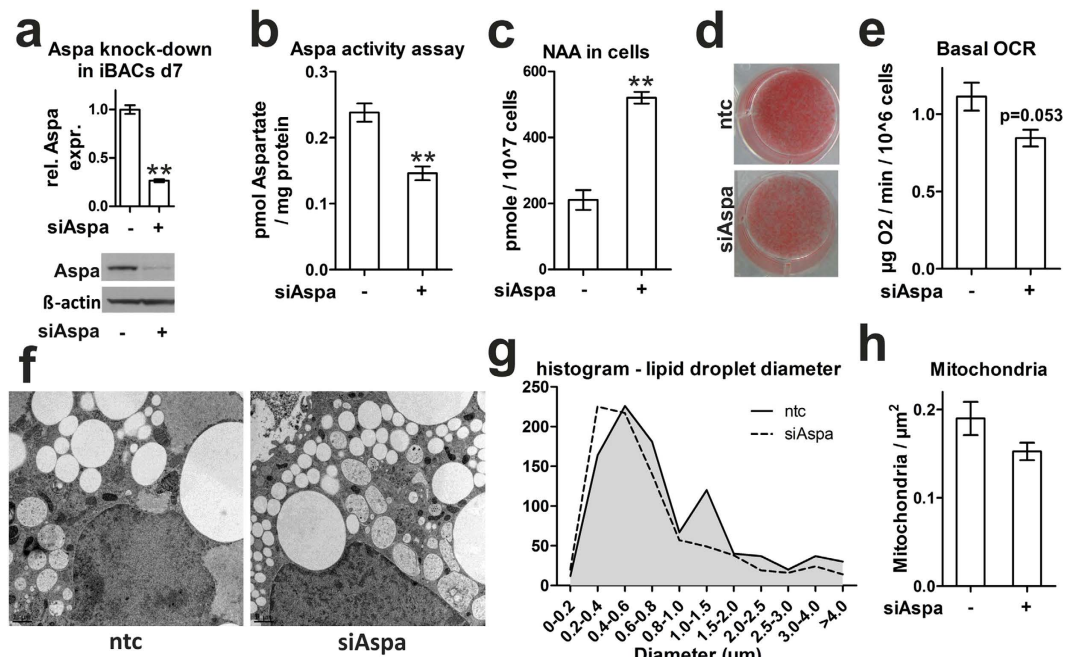 a
Aspa knock-down
in iBACs d7
rel. Aspa
expr.
1.0
0.5
0.0
**
siAspa - +
Aspa
ß-actin
siAspa - +
b
Aspa activity assay
pmol Aspartate
/ mg protein
0.3
0.2
0.1
0.0
**
siAspa - +
c
NAA in cells
pmole / 10^7 cells
600
400
200
0
**
siAspa - +
d
ntc
siAspa
e
Basal OCR
µg O2 / min / 10^6 cells
1.0
0.5
0.0
p=0.053
siAspa - +
f
ntc
siAspa
g
histogram - lipid droplet diameter
250
200
150
100
50
0
ntc
siAspa
0-0.2
0.2-0.4
0.4-0.6
0.6-0.8
0.8-1.0
1.0-1.5
1.5-2.0
2.0-2.5
2.5-3.0
3.0-4.0
>4.0
Diameter (µm)
h
Mitochondria
Mitochondria / µm²
0.2
0.1
0.0
siAspa - +